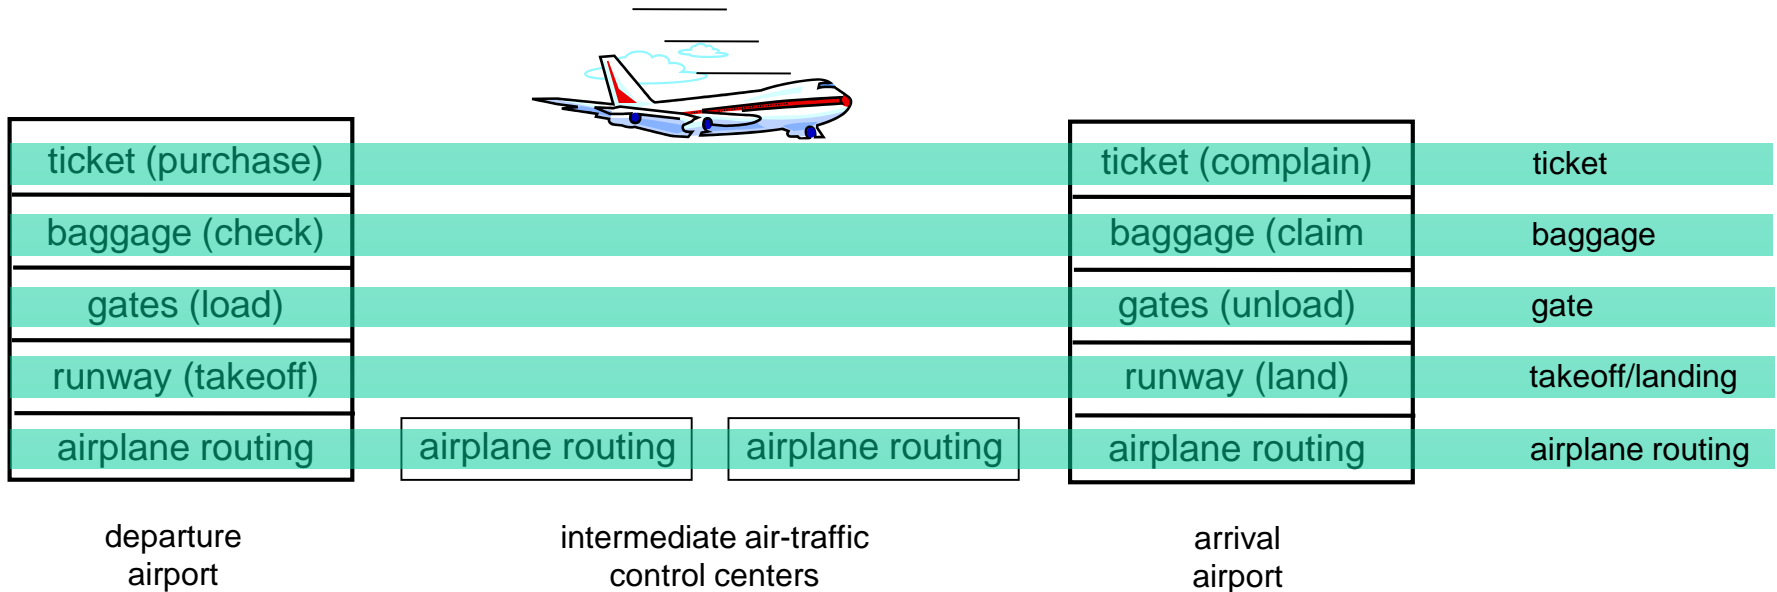 ticket (purchase)
ticket (complain)
ticket
baggage (check)
baggage (claim
baggage
gates (load)
gates (unload)
gate
runway (takeoff)
runway (land)
takeoff/landing
airplane routing
airplane routing
airplane routing
airplane routing
airplane routing
departure
airport
intermediate air-traffic
control centers
arrival
airport